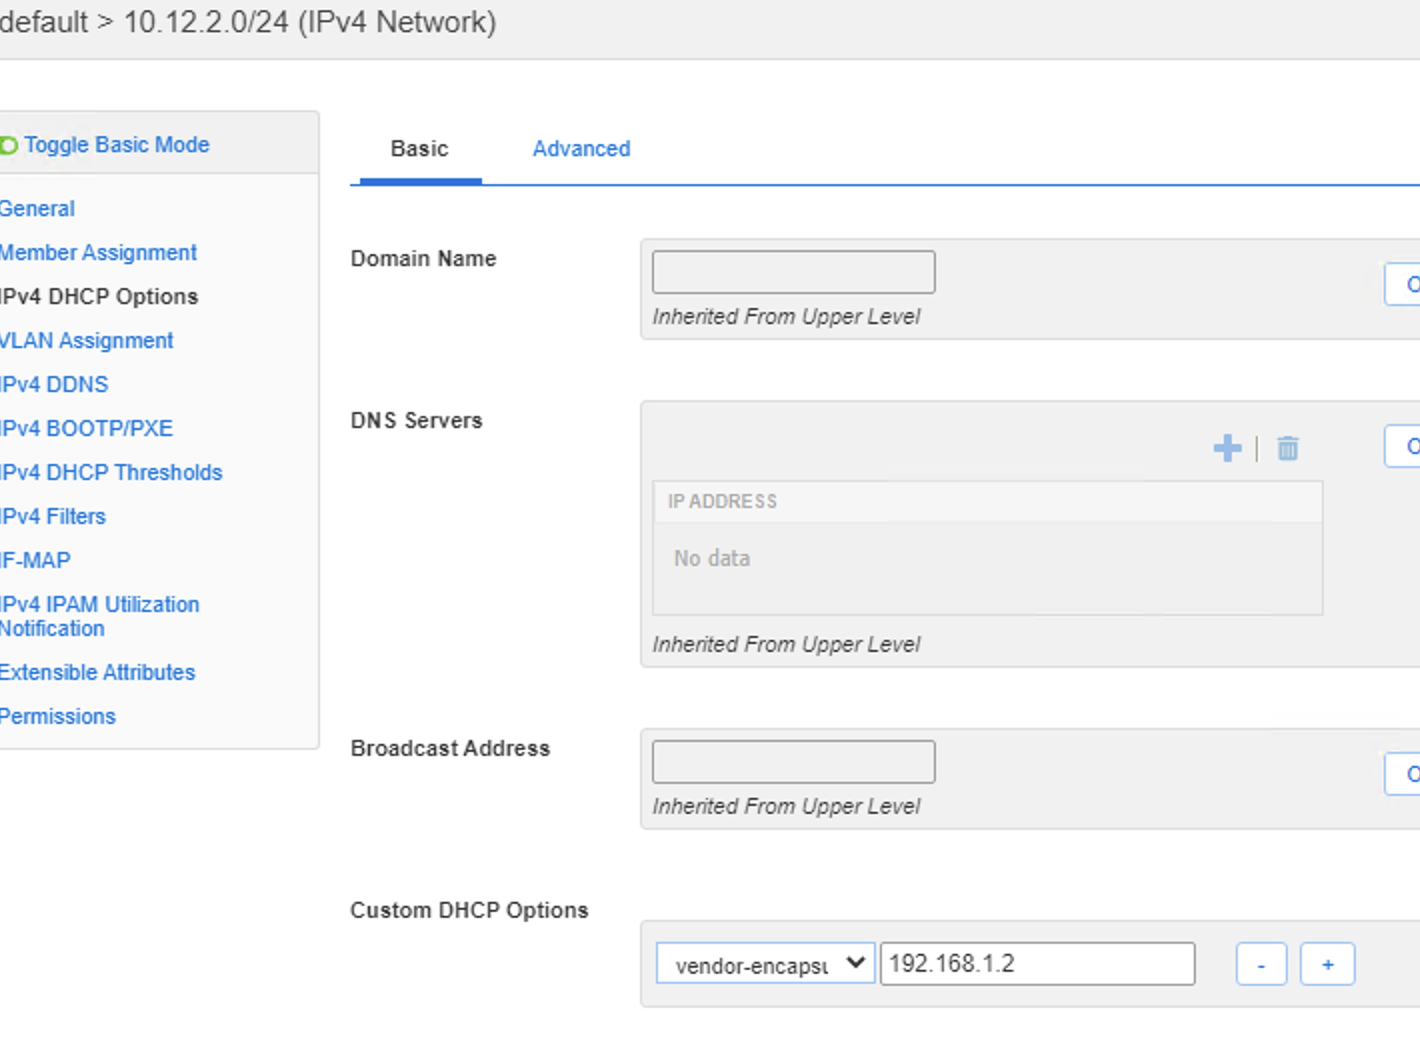 default > 10.12.2.0/24 (IPv4 Network)
Toggle Basic Mode
General
Member Assignment
IPv4 DHCP Options
VLAN Assignment
IPv4 DDNS
IPv4 BOOTP/PXE
IPv4 DHCP Thresholds
IPv4 Filters
IF-MAP
IPv4 IPAM Utilization
Notification
Extensible Attributes
Permissions
Basic
Advanced
Domain Name
Inherited From Upper Level
DNS Servers
IP ADDRESS
No data
Inherited From Upper Level
Broadcast Address
Inherited From Upper Level
Custom DHCP Options
vendor-encapsu
192.168.1.2
-
+